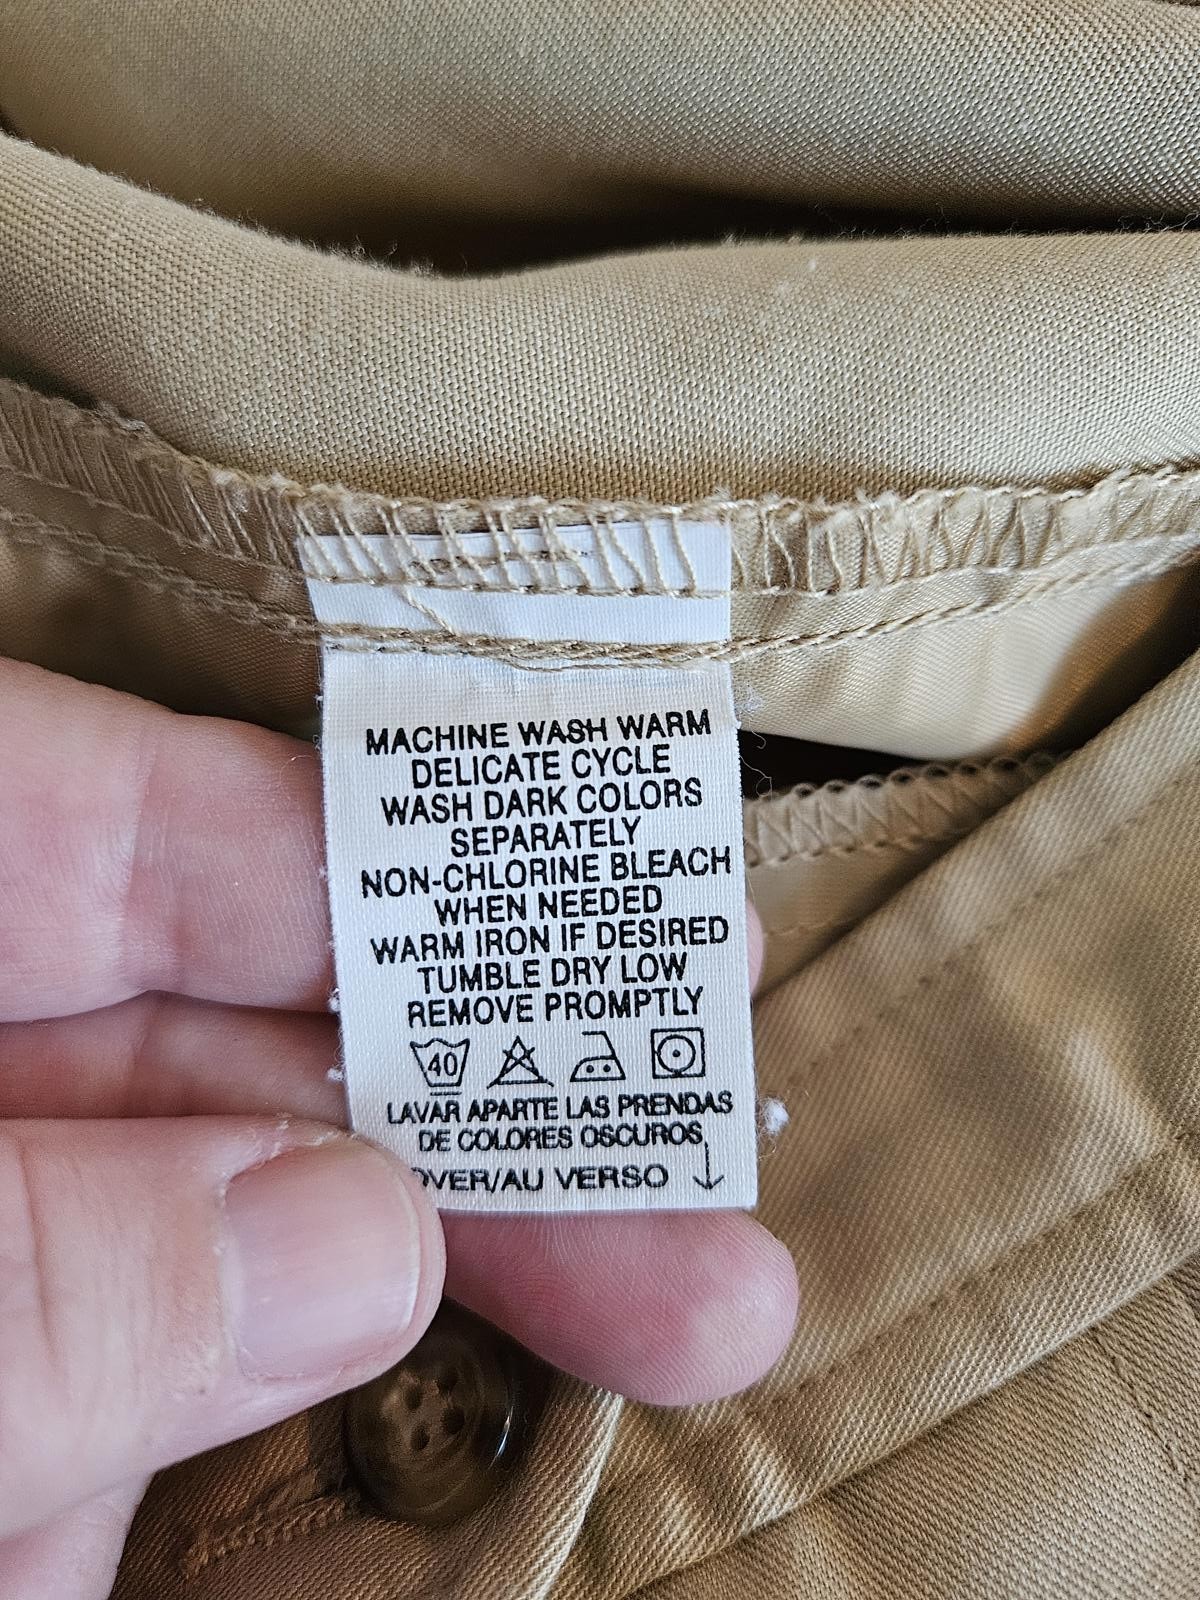 MACHINE WASH WARM
DELICATE CYCLE
WASH DARK COLORS
SEPARATELY
NON-CHLORINE BLEACH
WHEN NEEDED
WARM IRON IF DESIRED
TUMBLE DRY LOW
REMOVE PROMPTLY
40
LAVAR APARTE LAS PRENDAS
DE COLORES OSCUROS
OVER/AU VERSO